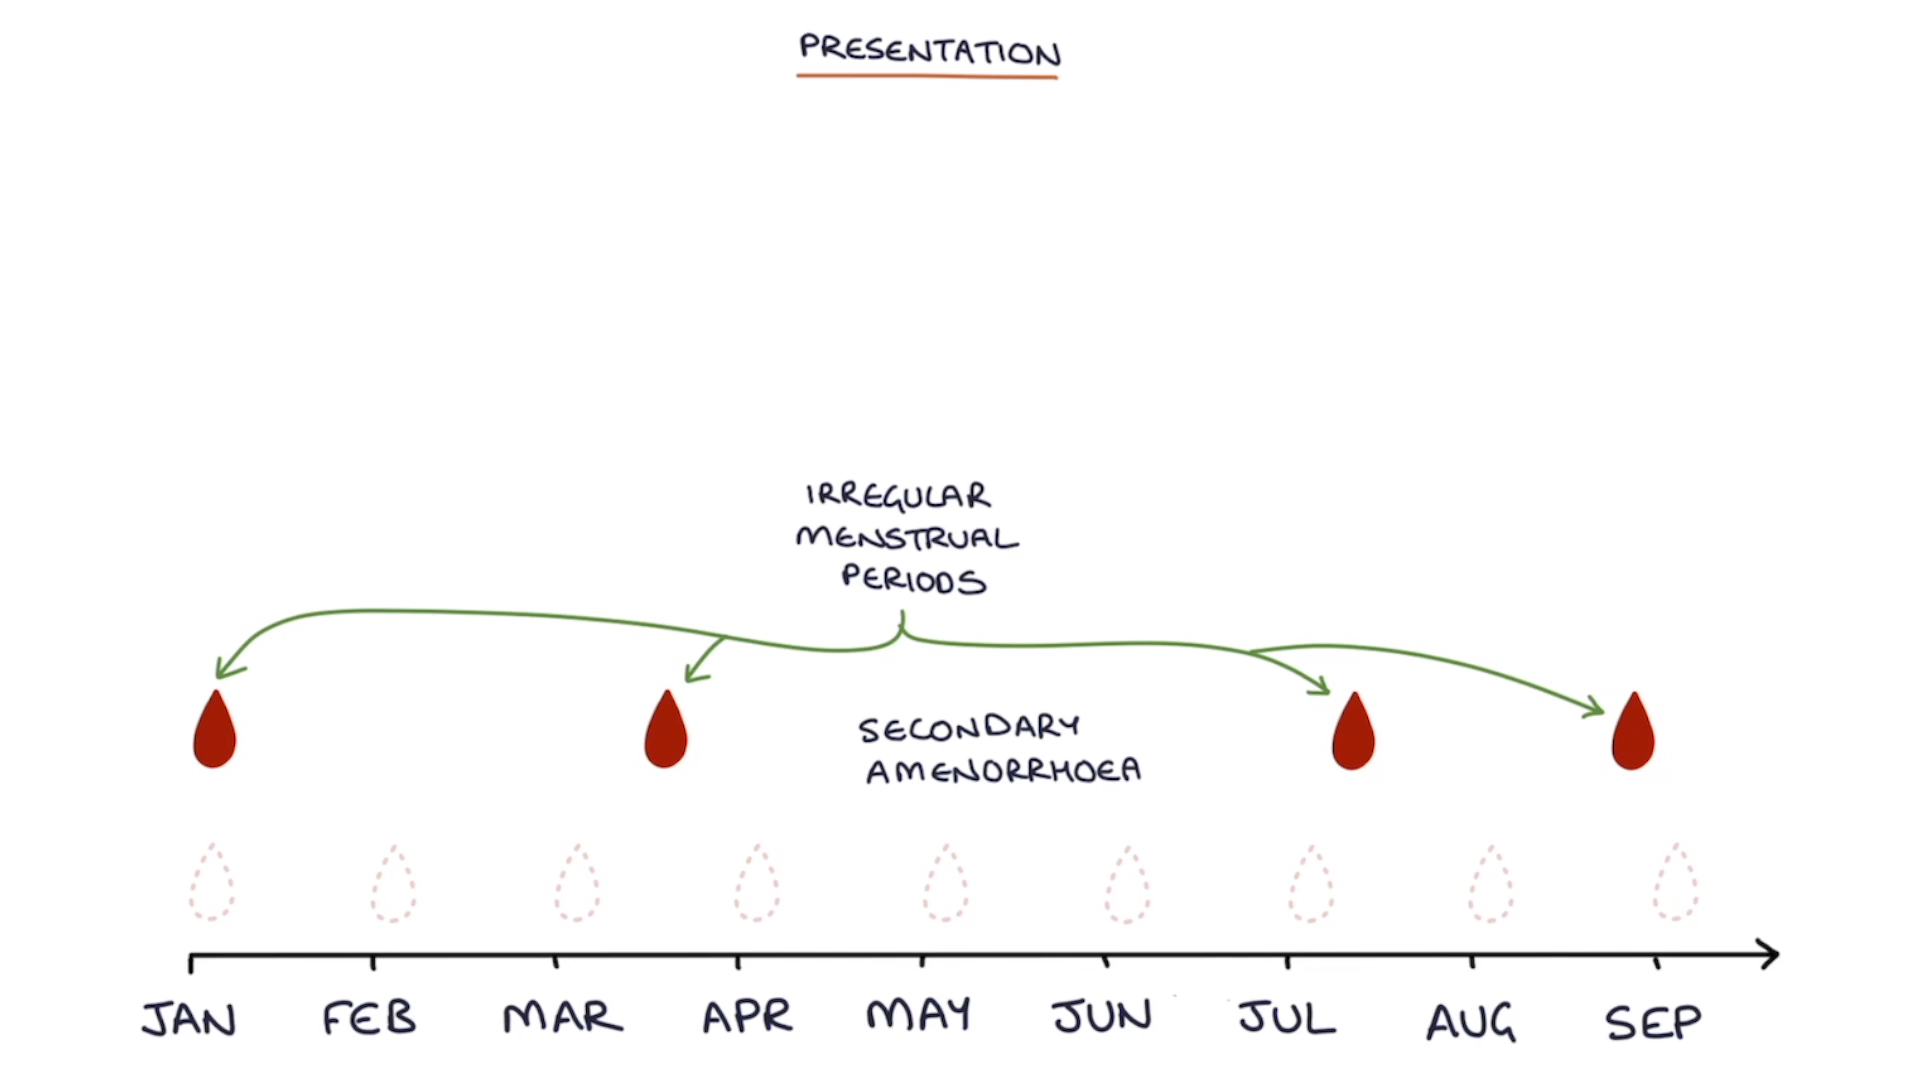 PRESENTATION
IRREGULAR
MENSTRUAL
PERIODS
SECONDARY
AMENORRHOEA
JAN FEB MAR APR MAY JUN JUL AUG SEP